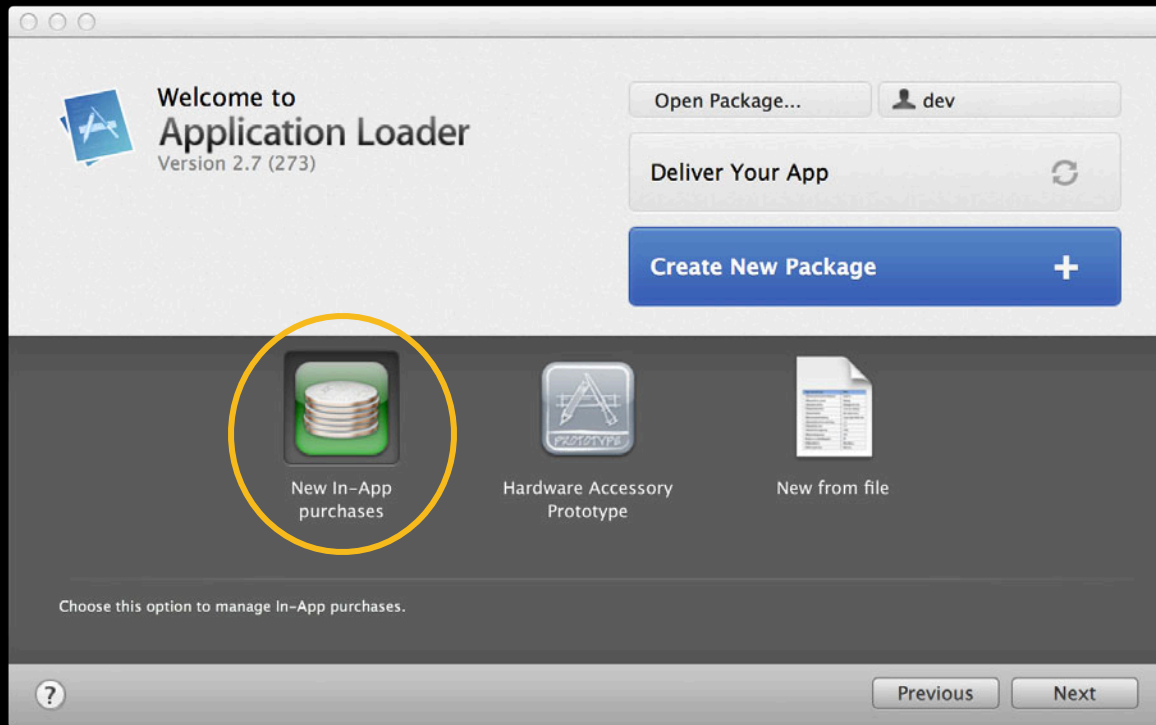 Welcome to
Application Loader
Version 2.7 (273)
Open Package...
dev
Deliver Your App
Create New Package
New In-App
purchases
Hardware Accessory
Prototype
PROTOTYPE
New from file
Choose this option to manage In-App purchases.
?
Previous
Next